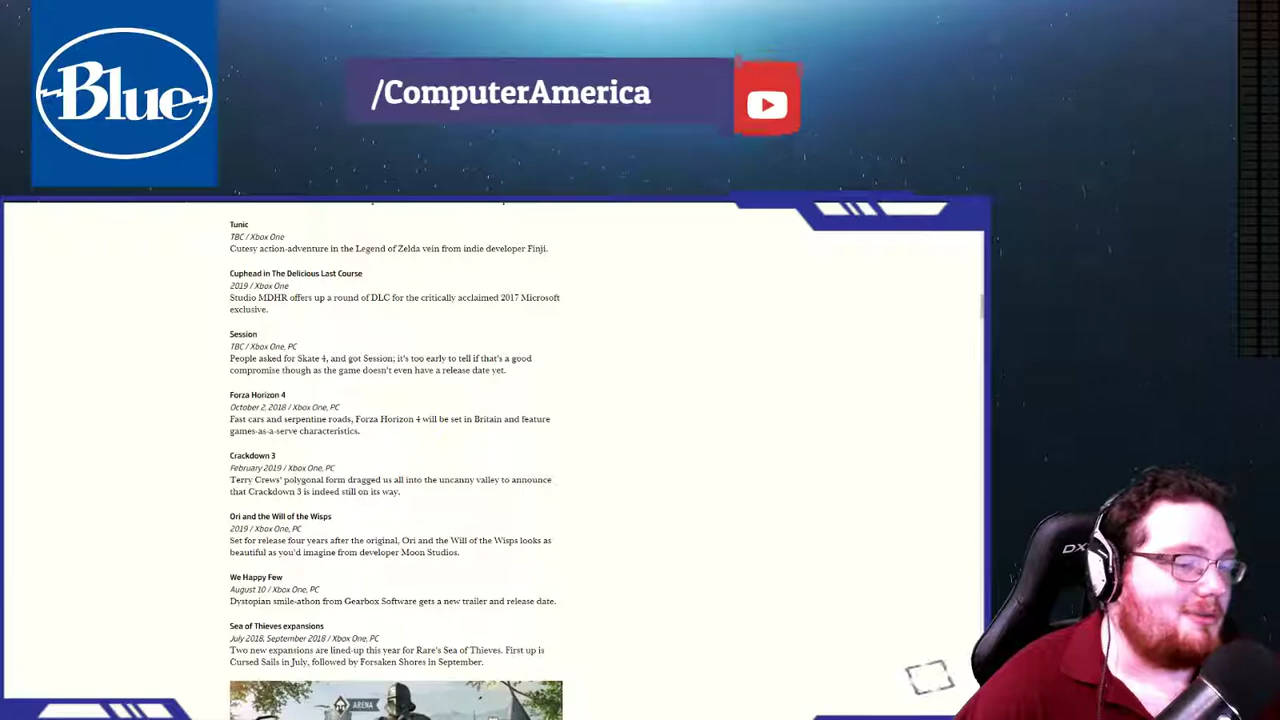 Blue
/ComputerAmerica
Tunic
TBC / Xbox One
Cutesy action-adventure in the Legend of Zelda vein from indie developer Finji.
Cuphead in The Delicious Last Course
2019 / Xbox One
Studio MDHR offers up a round of DLC for the critically acclaimed 2017 Microsoft
exclusive.
Session
TBC / Xbox One, PC
People asked for Skate 4, and got Session; it's too early to tell if that's a good
compromise though as the game doesn't even have a release date yet.
Forza Horizon 4
October 2, 2018 / Xbox One, PC
Fast cars and serpentine roads, Forza Horizon 4 will be set in Britain and feature
games-as-a-serve characteristics.
Crackdown 3
February 2019 / Xbox One, PC
Terry Crews' polygonal form dragged us all into the uncanny valley to announce
that Crackdown 3 is indeed still on its way.
Ori and the Will of the Wisps
2019 / Xbox One, PC
Set for release four years after the original, Ori and the Will of the Wisps looks as
beautiful as you'd imagine from developer Moon Studios.
We Happy Few
August 10 / Xbox One, PC
Dystopian smile-athon from Gearbox Software gets a new trailer and release date.
Sea of Thieves expansions
July 2018, September 2018 / Xbox One, PC
Two new expansions are lined-up this year for Rare's Sea of Thieves. First up is
Cursed Sails in July, followed by Forsaken Shores in September.
ARENA
DX